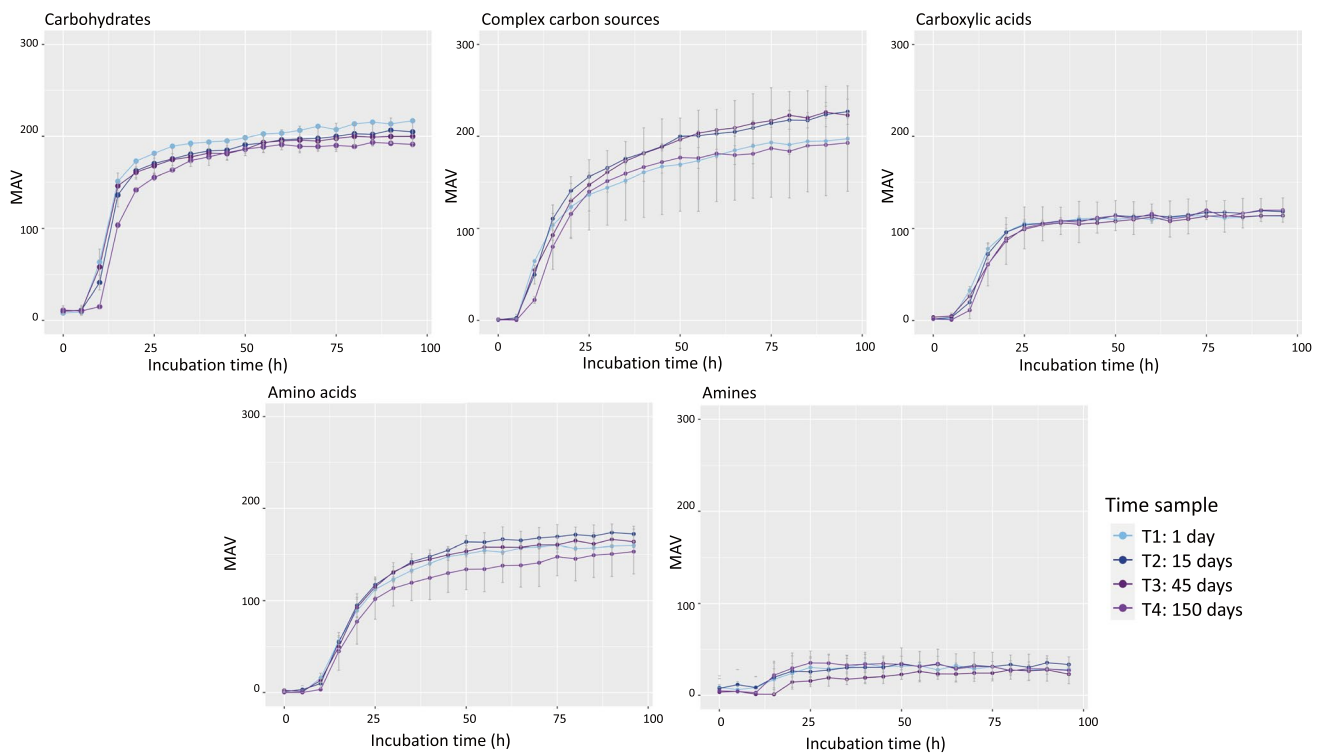 Carbohydrates
300
200
100
0
MAV
0 25 50 75 100
Incubation time (h)
Complex carbon sources
300
200
100
0
MAV
0 25 50 75 100
Incubation time (h)
Carboxylic acids
300
200
100
0
MAV
0 25 50 75 100
Incubation time (h)
Amino acids
300
200
100
0
MAV
0 25 50 75 100
Incubation time (h)
Amines
300
200
100
0
MAV
0 25 50 75 100
Incubation time (h)
Time sample
T1: 1 day
T2: 15 days
T3: 45 days
T4: 150 days